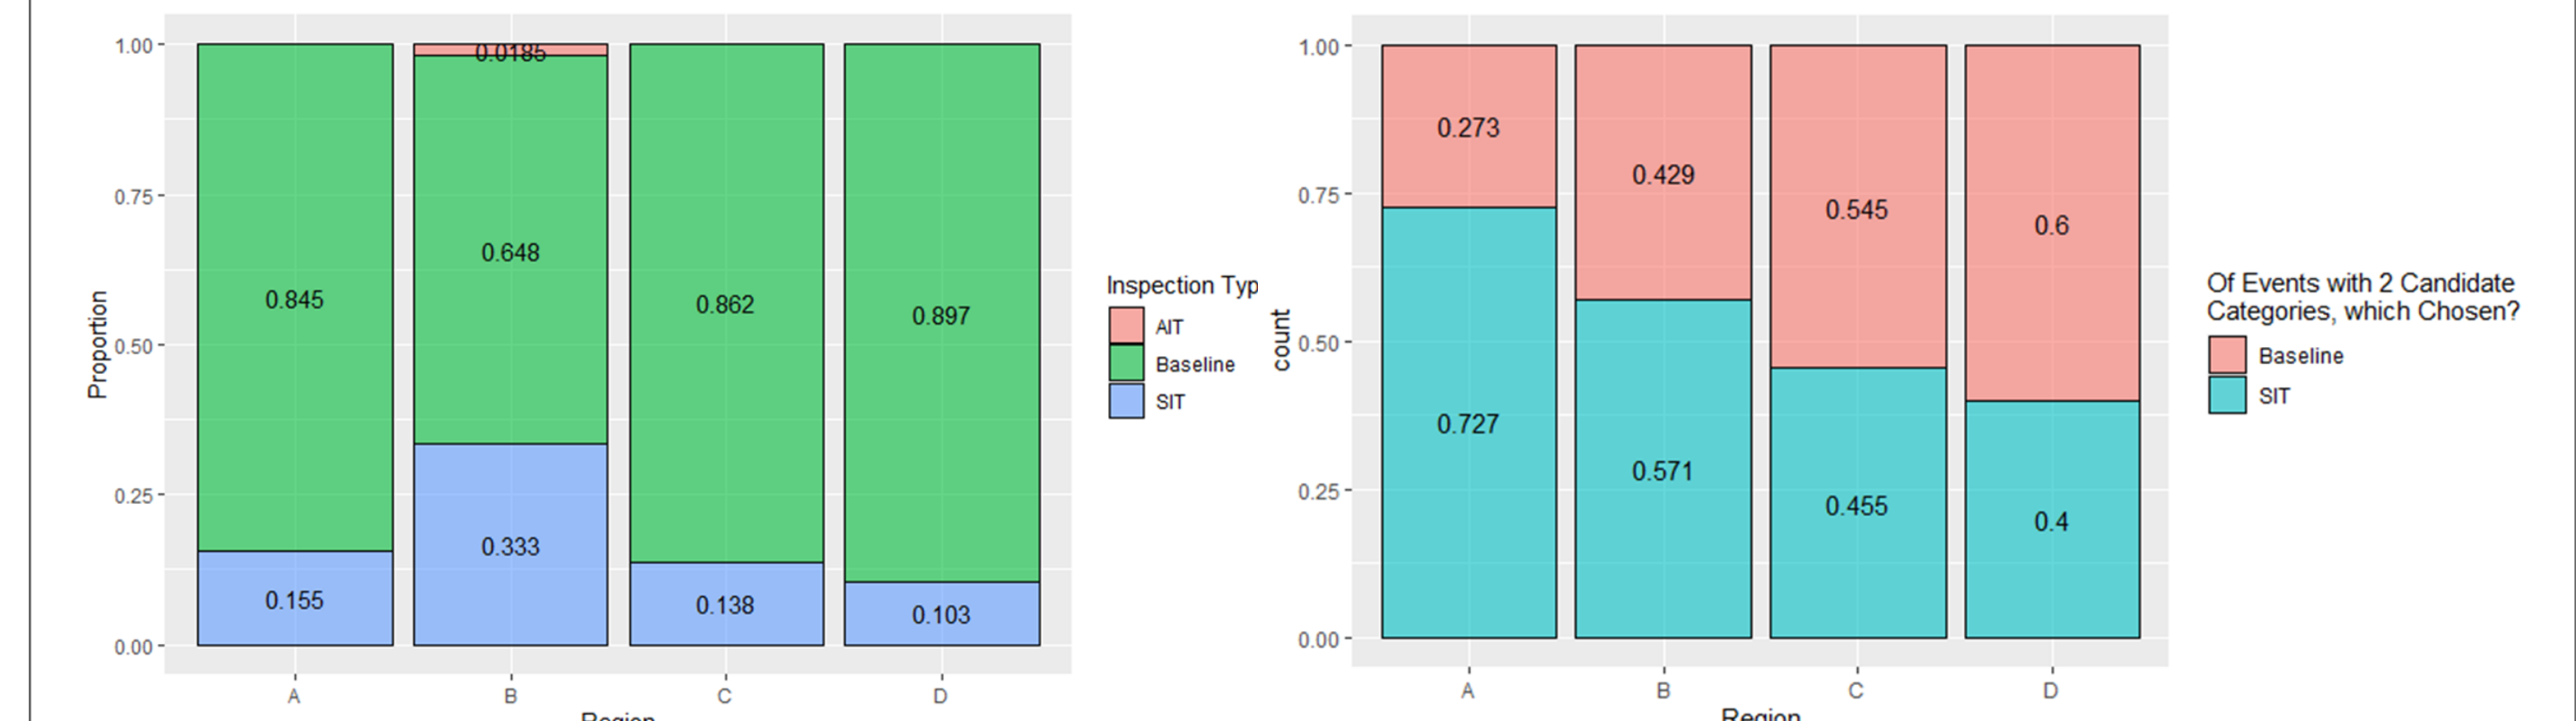 1.00
0.75
0.50
0.25
0.00
Proportion
0.0185
0.845
0.648
0.862
0.897
0.155
0.333
0.138
0.103
A B C D
Region
Inspection Typ
AIT
Baseline
SIT
1.00
0.75
0.50
0.25
0.00
count
0.273
0.429
0.545
0.6
0.727
0.571
0.455
0.4
A B C D
Region
Of Events with 2 Candidate
Categories, which Chosen?
Baseline
SIT